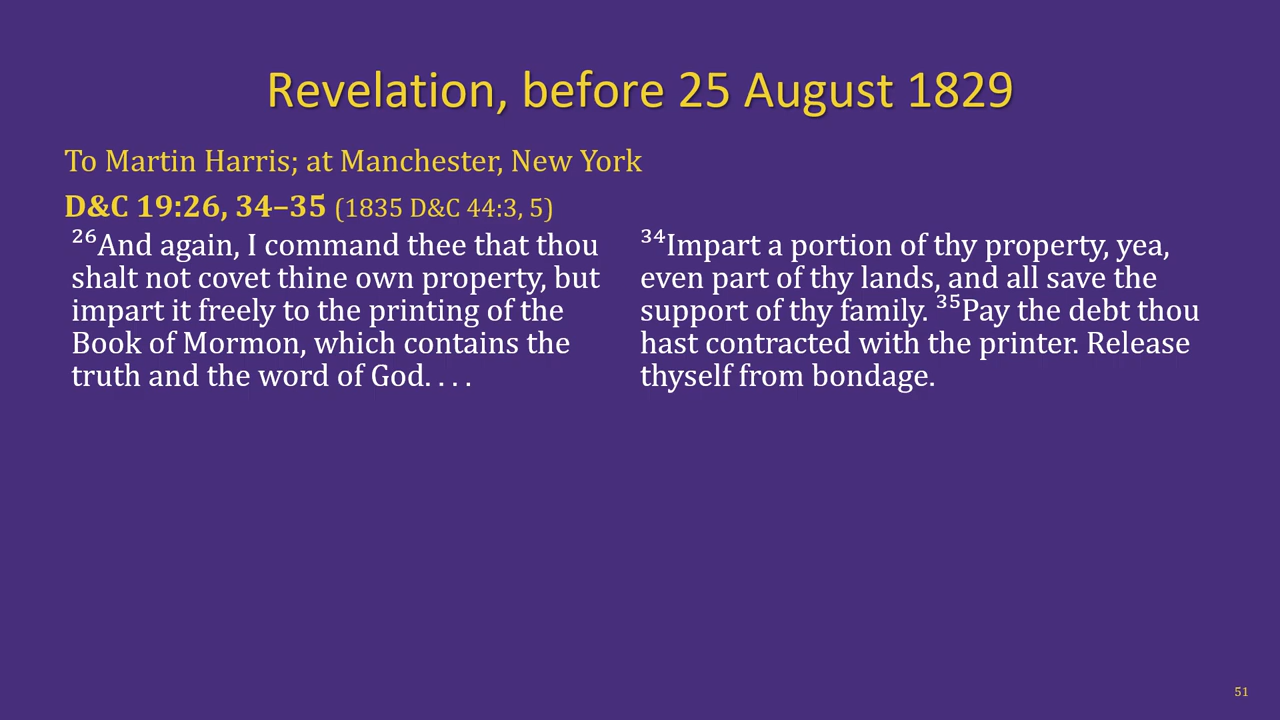 Revelation, before 25 August 1829
To Martin Harris; at Manchester, New York
D&C 19:26, 34–35 (1835 D&C 44:3, 5)
²⁶And again, I command thee that thou
shalt not covet thine own property, but
impart it freely to the printing of the
Book of Mormon, which contains the
truth and the word of God. . . .
³⁴Impart a portion of thy property, yea,
even part of thy lands, and all save the
support of thy family. ³⁵Pay the debt thou
hast contracted with the printer. Release
thyself from bondage.
51